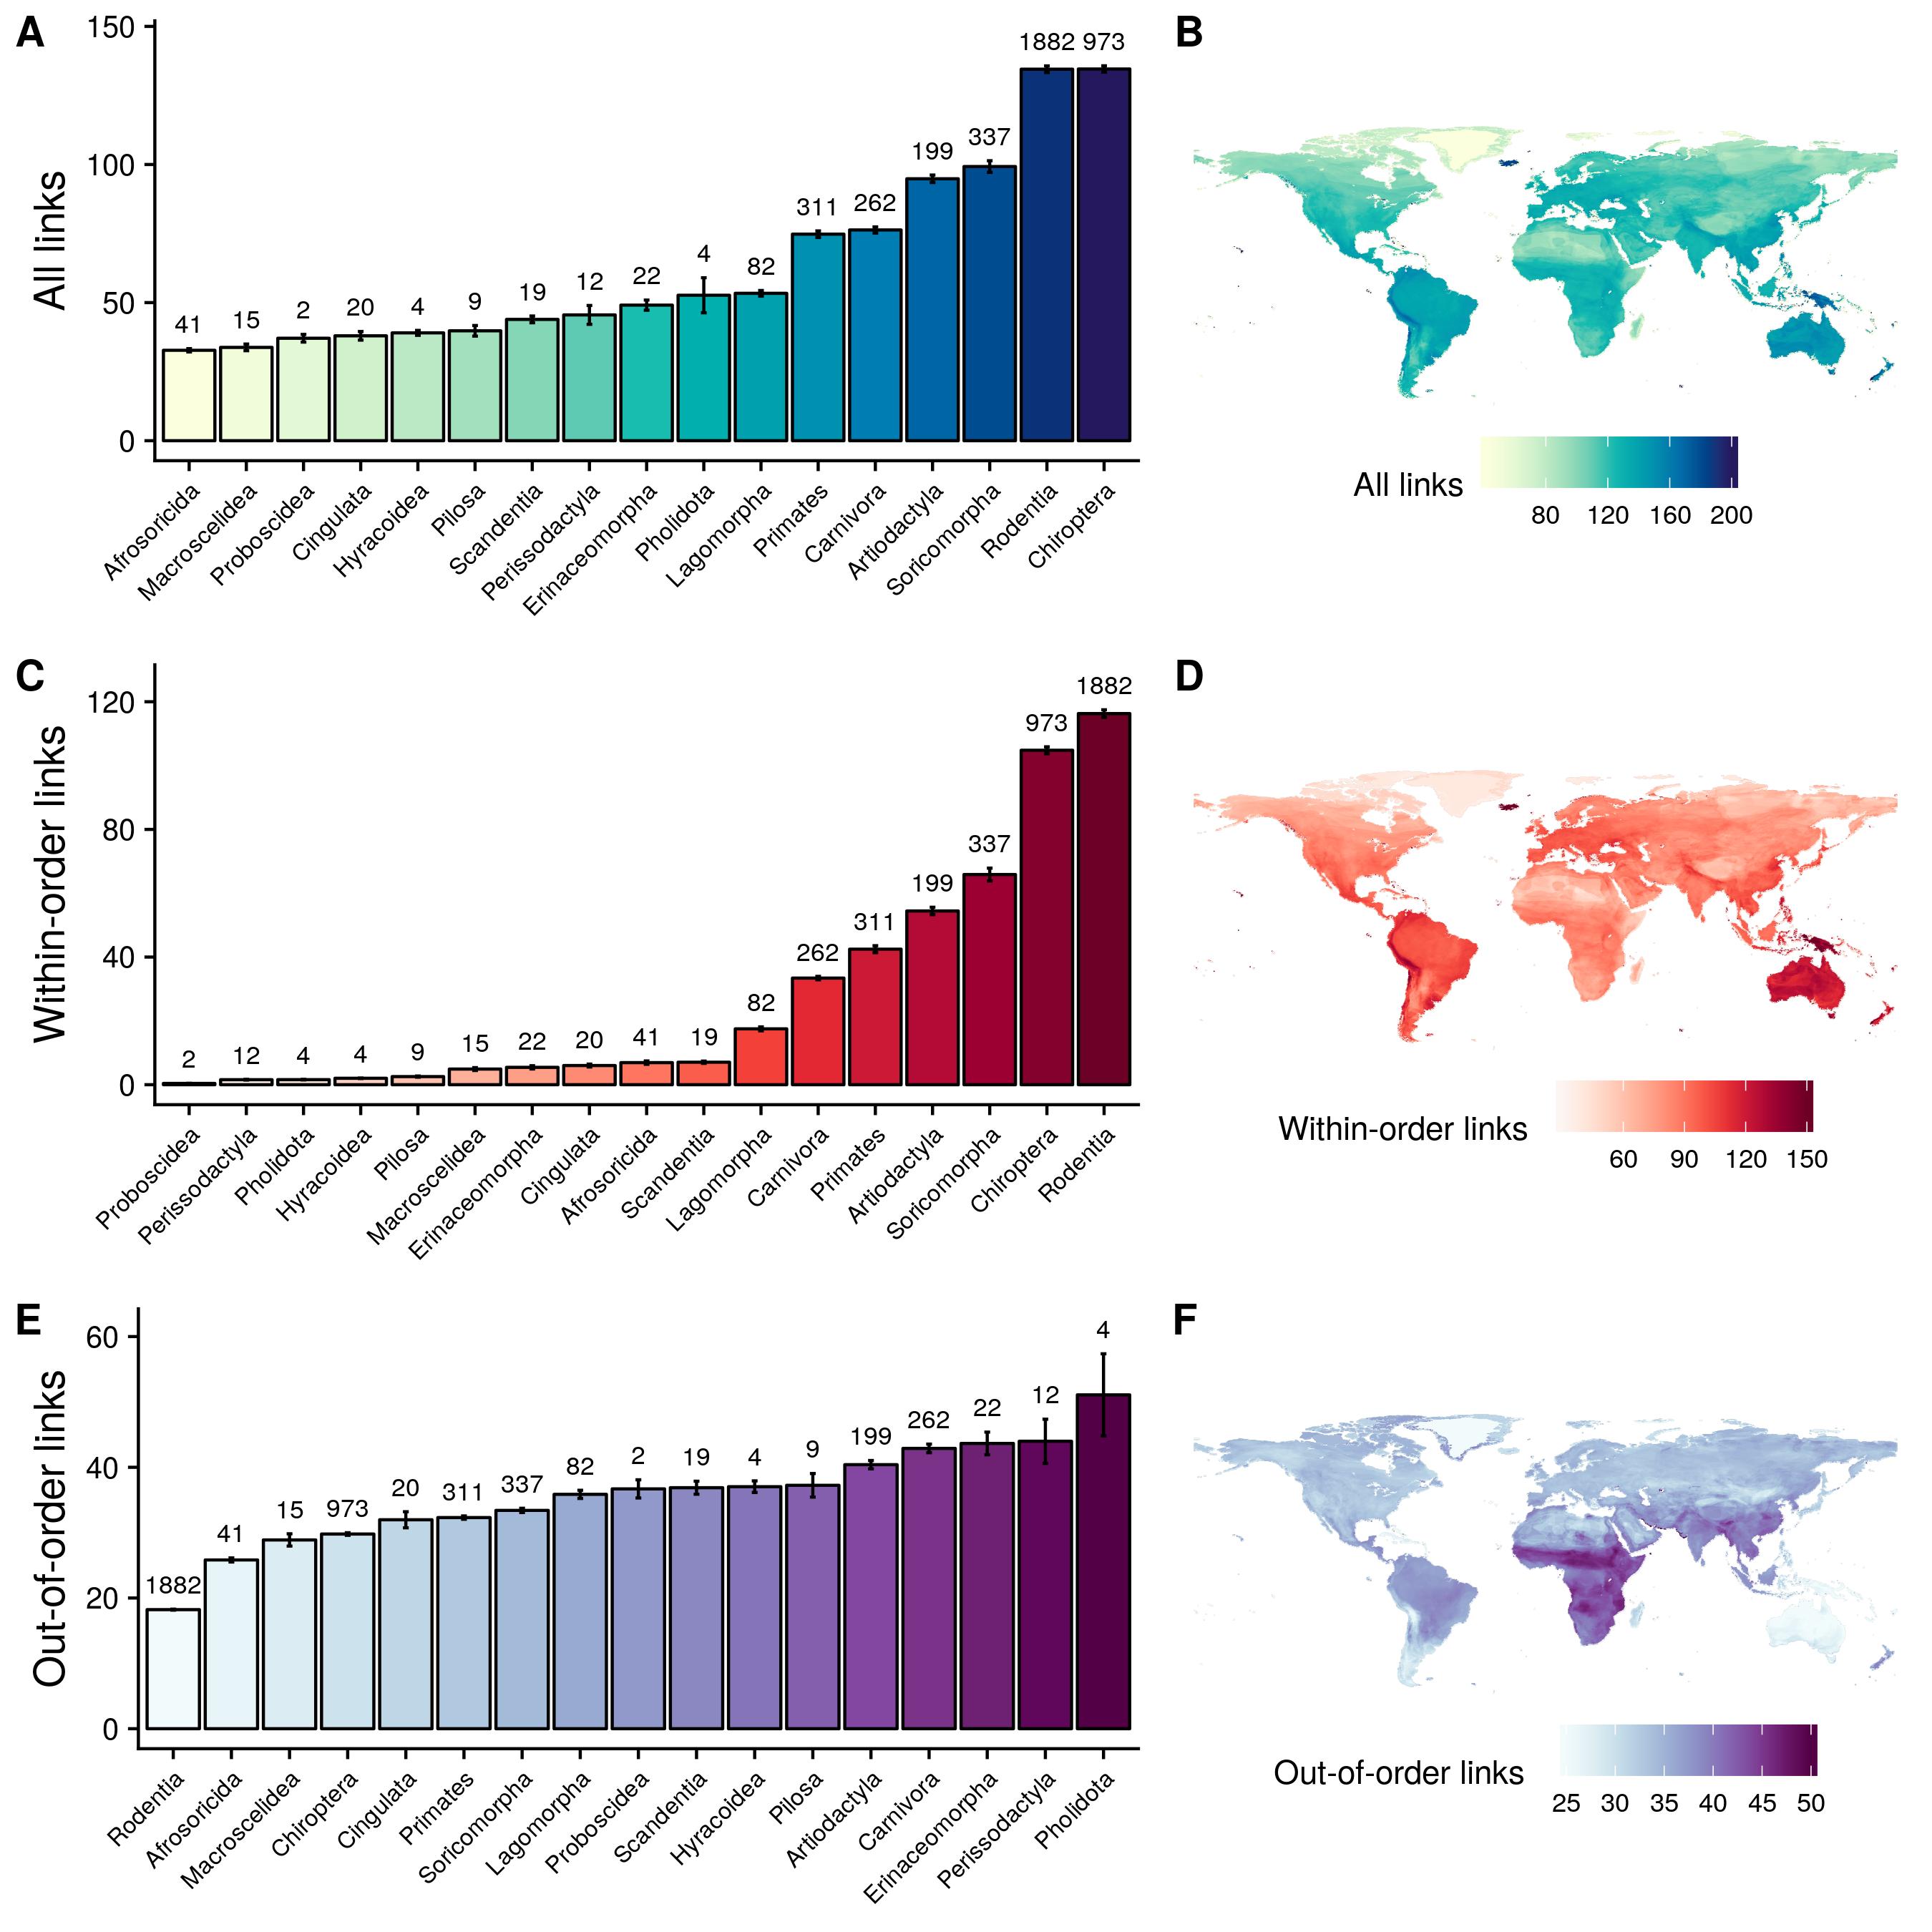 A
All links
150
100
50
0
41
15
2
20
4
9
19
12
22
4
82
311
262
199
337
1882
973
Afrosoricida
Macroscelidea
Proboscidea
Cingulata
Hyracoidea
Pilosa
Scandentia
Perissodactyla
Erinaceomorpha
Pholidota
Lagomorpha
Primates
Carnivora
Artiodactyla
Soricomorpha
Rodentia
Chiroptera
B
All links
80 120 160 200
C
Within-order links
120
80
40
0
2
12
4
4
9
15
22
20
41
19
82
262
311
199
337
973
1882
Proboscidea
Perissodactyla
Pholidota
Hyracoidea
Pilosa
Macroscelidea
Erinaceomorpha
Cingulata
Afrosoricida
Scandentia
Lagomorpha
Carnivora
Primates
Artiodactyla
Soricomorpha
Chiroptera
Rodentia
D
Within-order links
60 90 120 150
E
Out-of-order links
60
40
20
0
1882
41
15
973
20
311
337
82
2
19
4
9
199
262
22
12
4
Rodentia
Afrosoricida
Macroscelidea
Chiroptera
Cingulata
Primates
Soricomorpha
Lagomorpha
Proboscidea
Scandentia
Hyracoidea
Pilosa
Artiodactyla
Carnivora
Erinaceomorpha
Perissodactyla
Pholidota
F
Out-of-order links
25 30 35 40 45 50